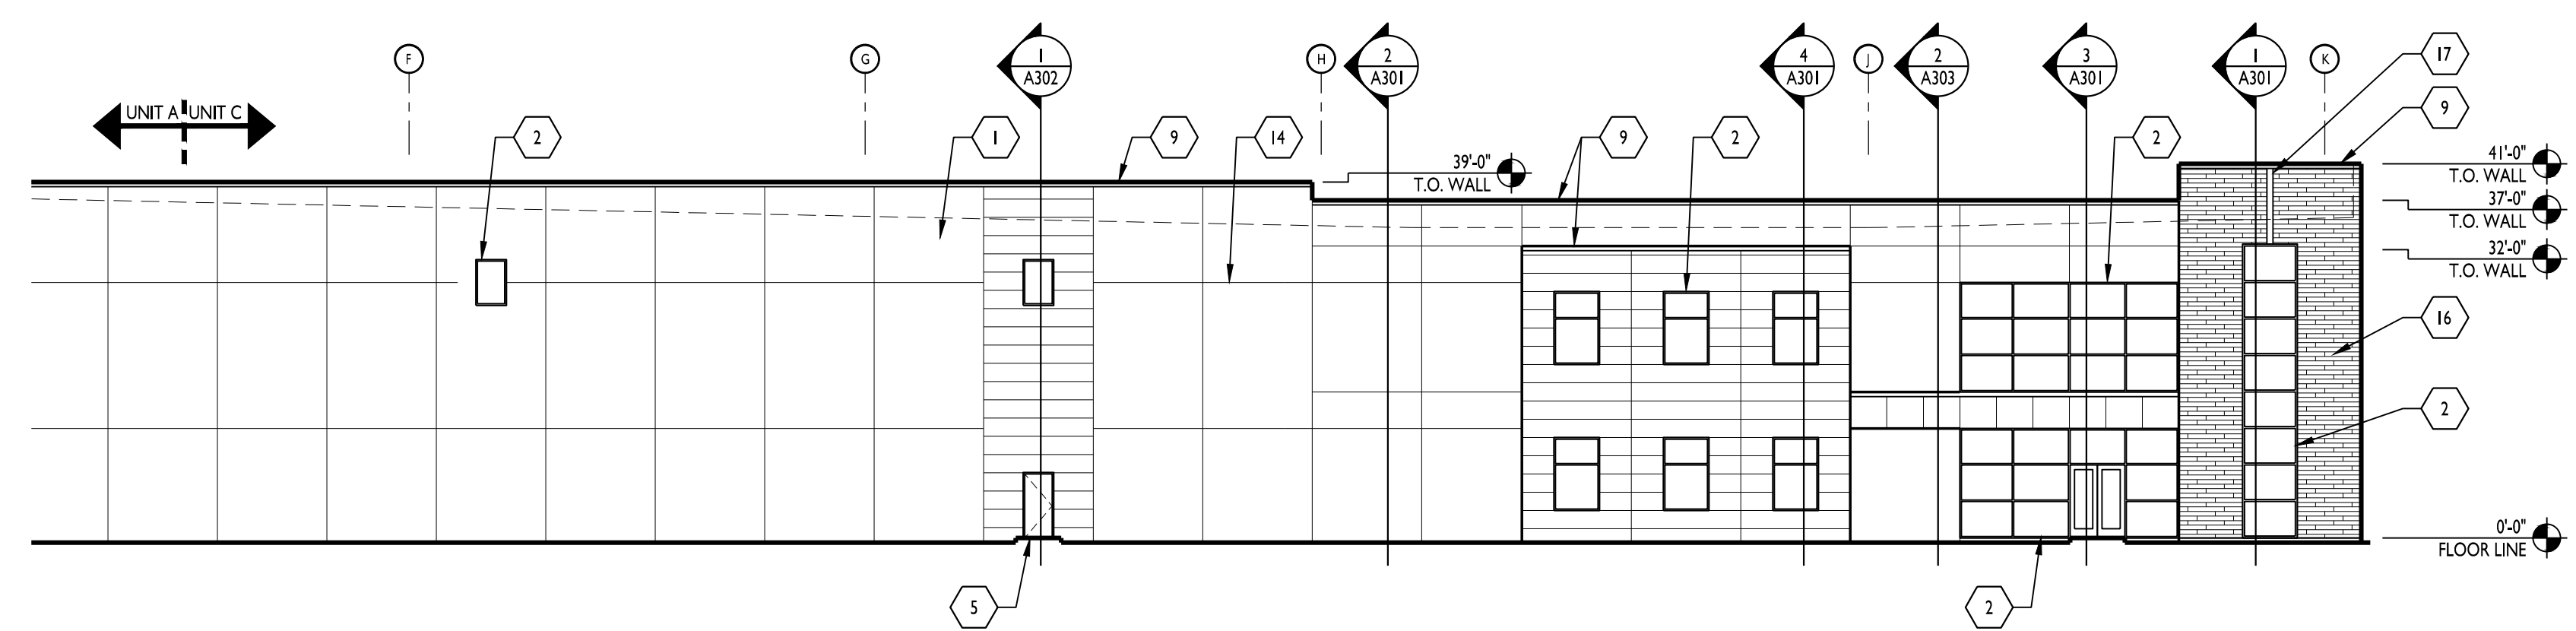 F
G
1
A302
H
2
A301
4
A301
J
2
A303
3
A301
1
A301
K
17
9
UNIT A UNIT C
2
1
9
14
9
2
2
39'-0"
T.O. WALL
41'-0"
T.O. WALL
37'-0"
T.O. WALL
32'-0"
T.O. WALL
16
2
0'-0"
FLOOR LINE
5
2